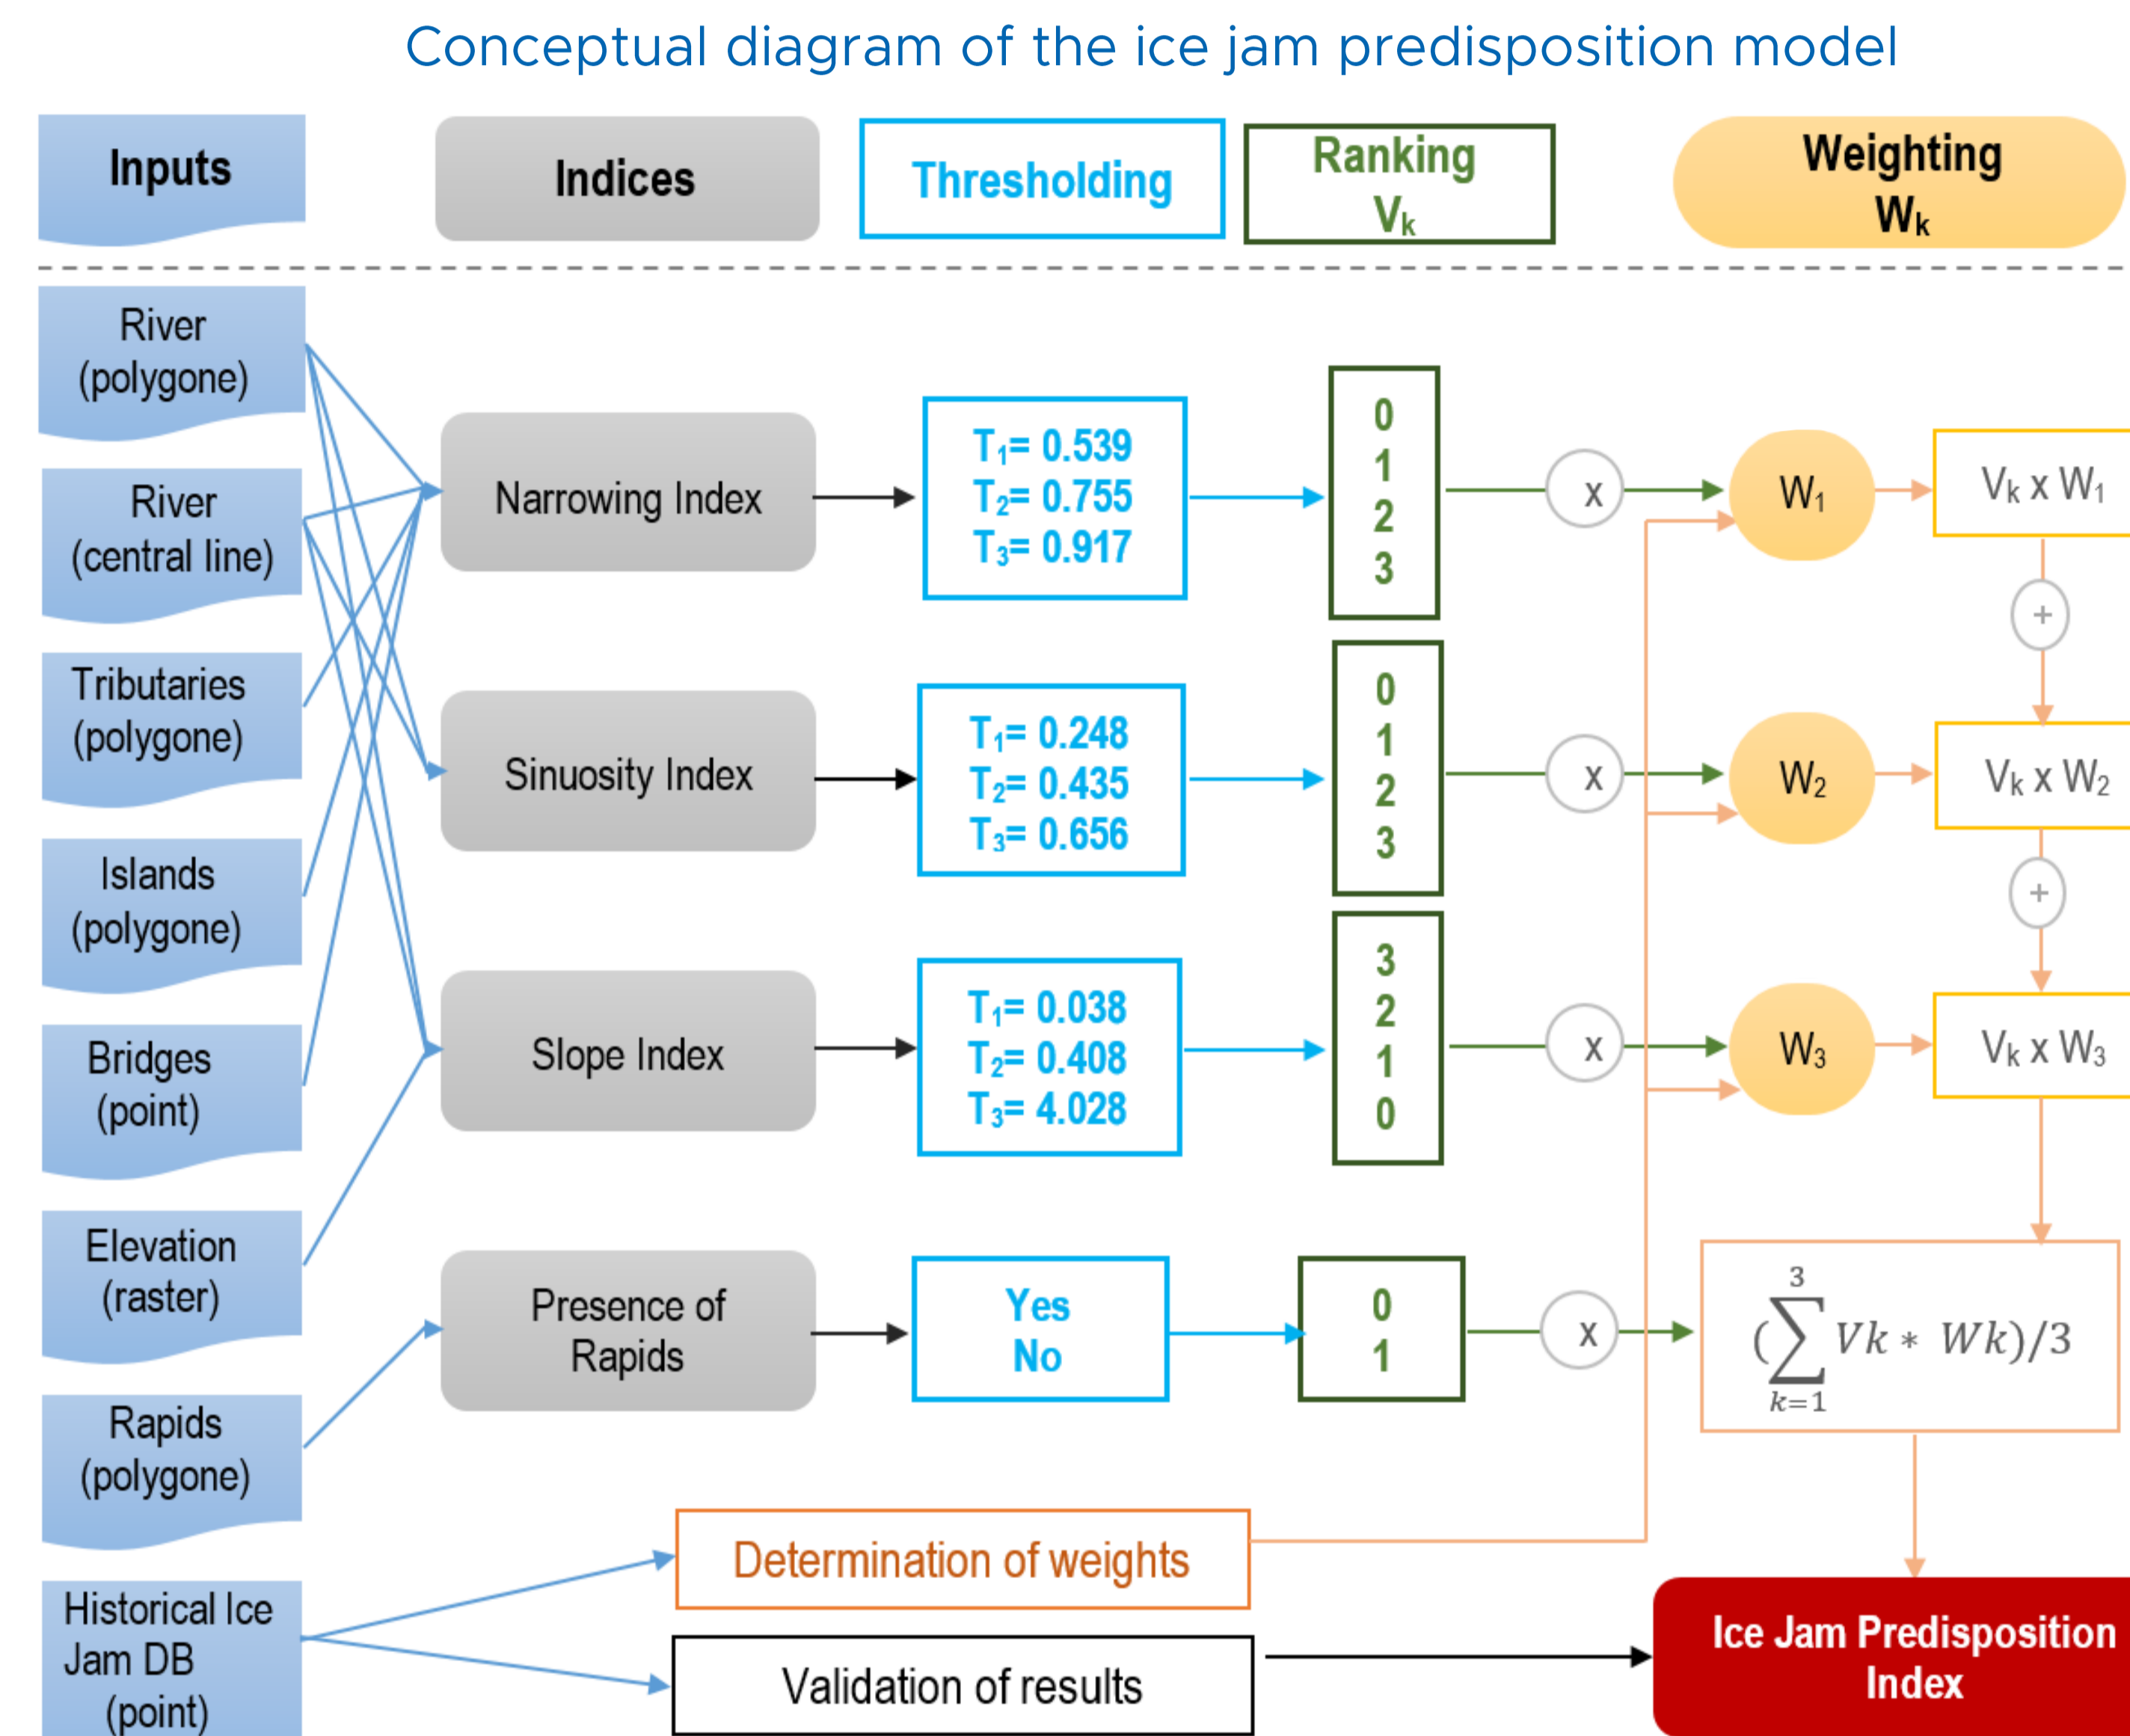 Conceptual diagram of the ice jam predisposition model
Inputs
Indices
Thresholding
Ranking
Vk
Weighting
Wk
River
(polygone)
River
(central line)
Tributaries
(polygone)
Islands
(polygone)
Bridges
(point)
Elevation
(raster)
Rapids
(polygone)
Historical Ice
Jam DB
(point)
Narrowing Index
T1= 0.539
T2= 0.755
T3= 0.917
0
1
2
3
x
W1
Vk x W1
+
Sinuosity Index
T1= 0.248
T2= 0.435
T3= 0.656
0
1
2
3
x
W2
Vk x W2
+
Slope Index
T1= 0.038
T2= 0.408
T3= 4.028
3
2
1
0
x
W3
Vk x W3
Presence of
Rapids
Yes
No
0
1
x
3
(∑ Vk * Wk)/3
k=1
Determination of weights
Validation of results
Ice Jam Predisposition
Index